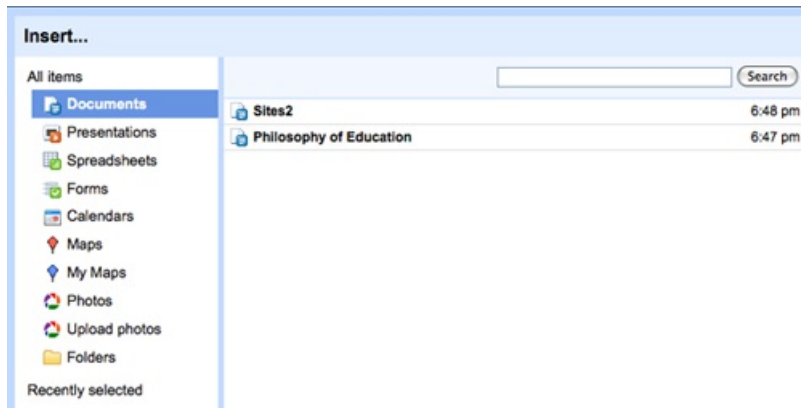 Insert...
All items
Documents
Presentations
Spreadsheets
Forms
Calendars
Maps
My Maps
Photos
Upload photos
Folders
Recently selected
Search
Sites2 6:48 pm
Philosophy of Education 6:47 pm